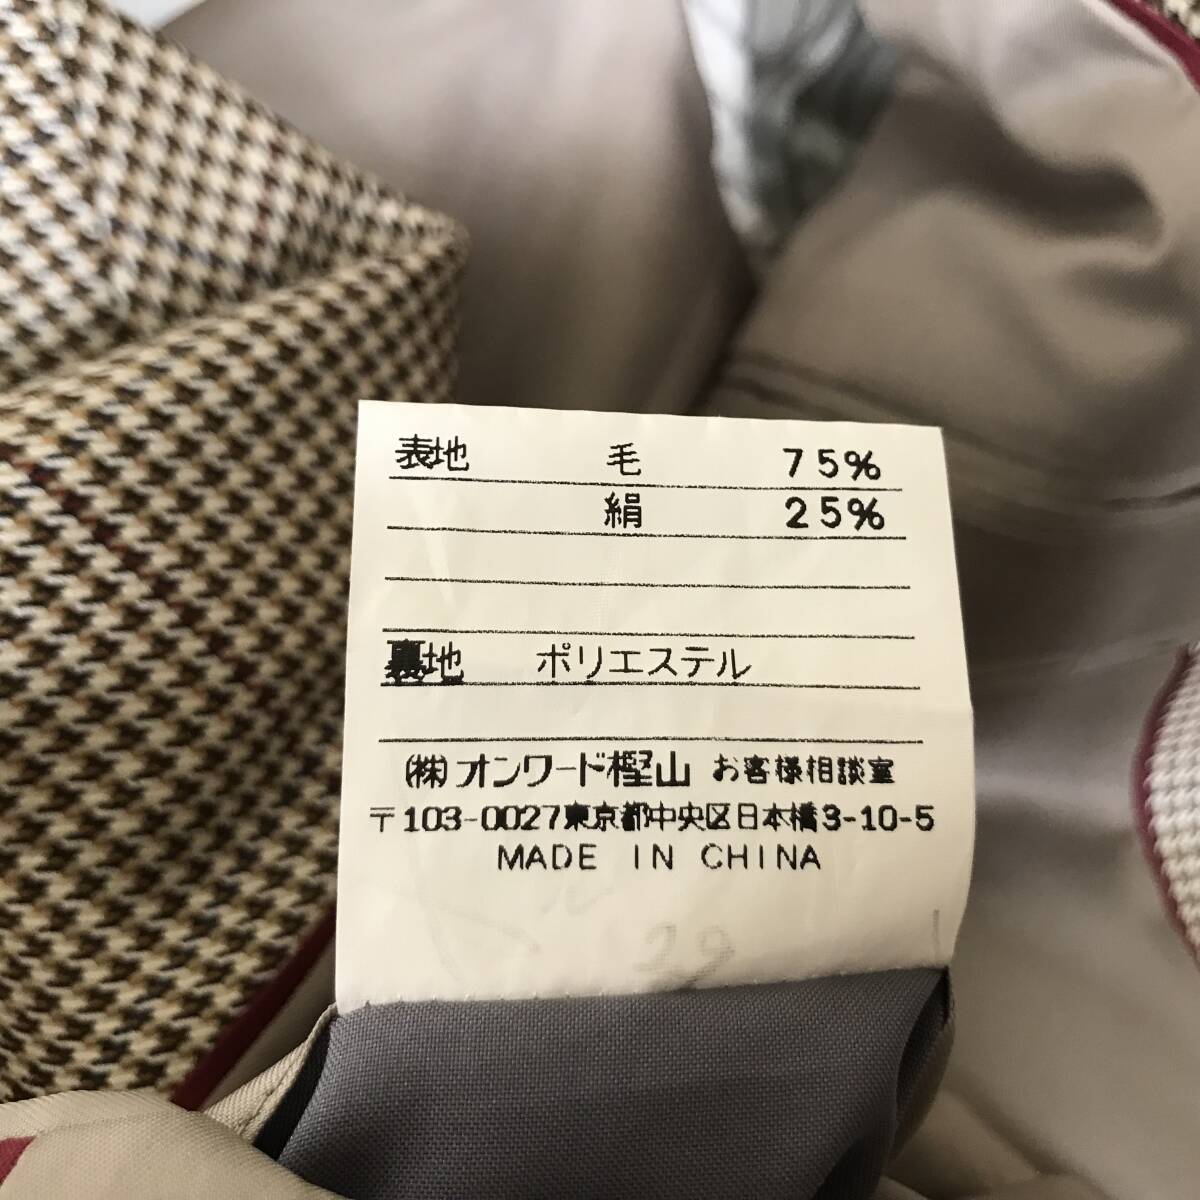 表地 毛 75%
絹 25%
裏地 ポリエステル
(株)オンワード樫山 お客様相談室
〒103-0027東京都中央区日本橋3-10-5
MADE IN CHINA